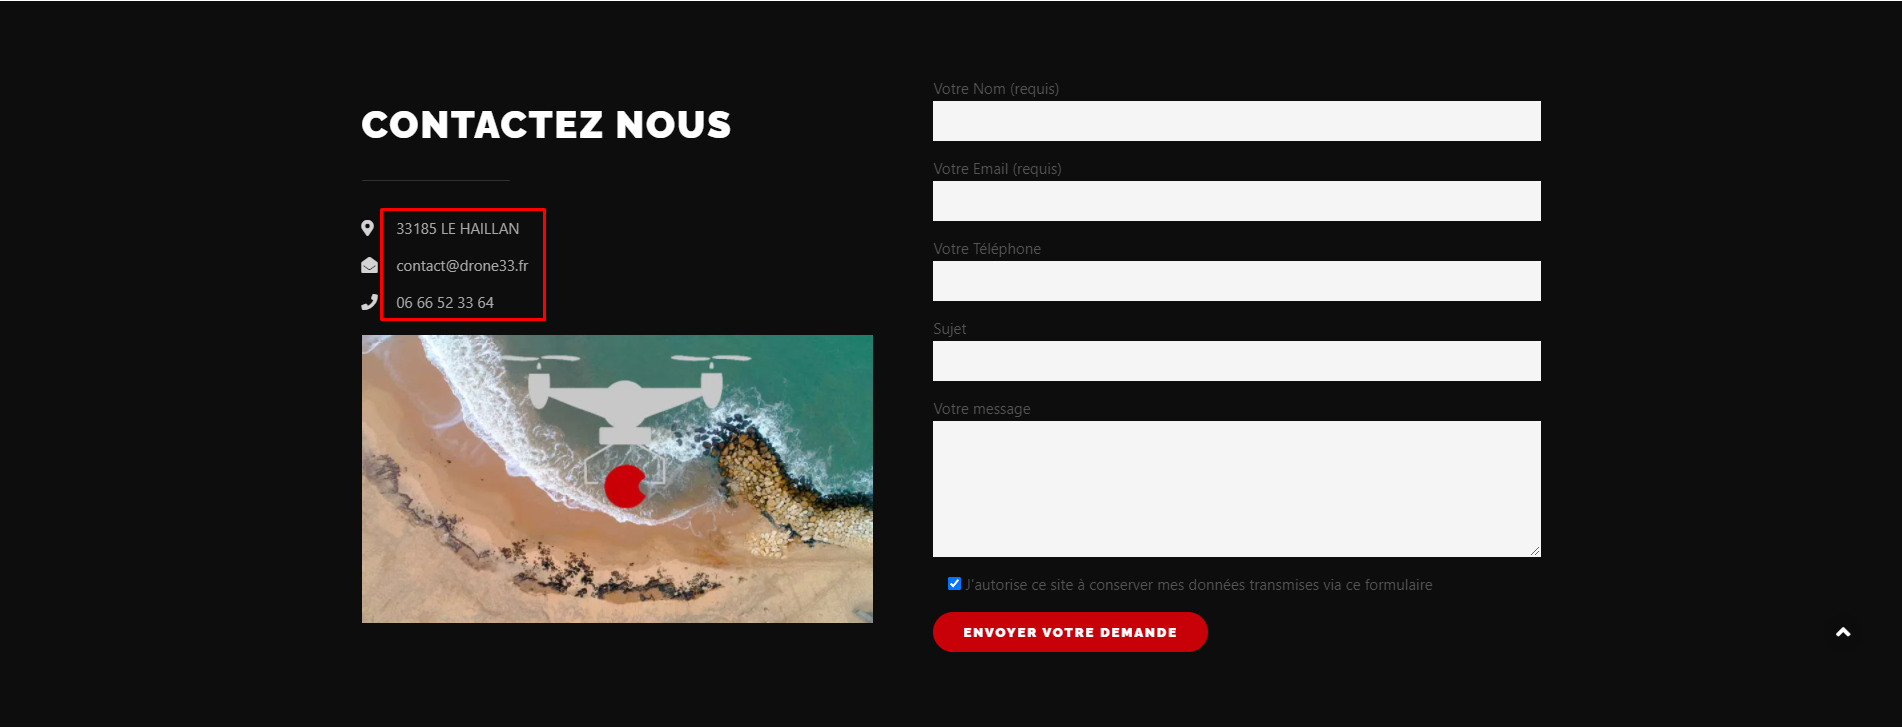 CONTACTEZ NOUS
33185 LE HAILLAN
contact@drone33.fr
06 66 52 33 64
Votre Nom (requis)
Votre Email (requis)
Votre Téléphone
Sujet
Votre message
J'autorise ce site à conserver mes données transmises via ce formulaire
ENVOYER VOTRE DEMANDE